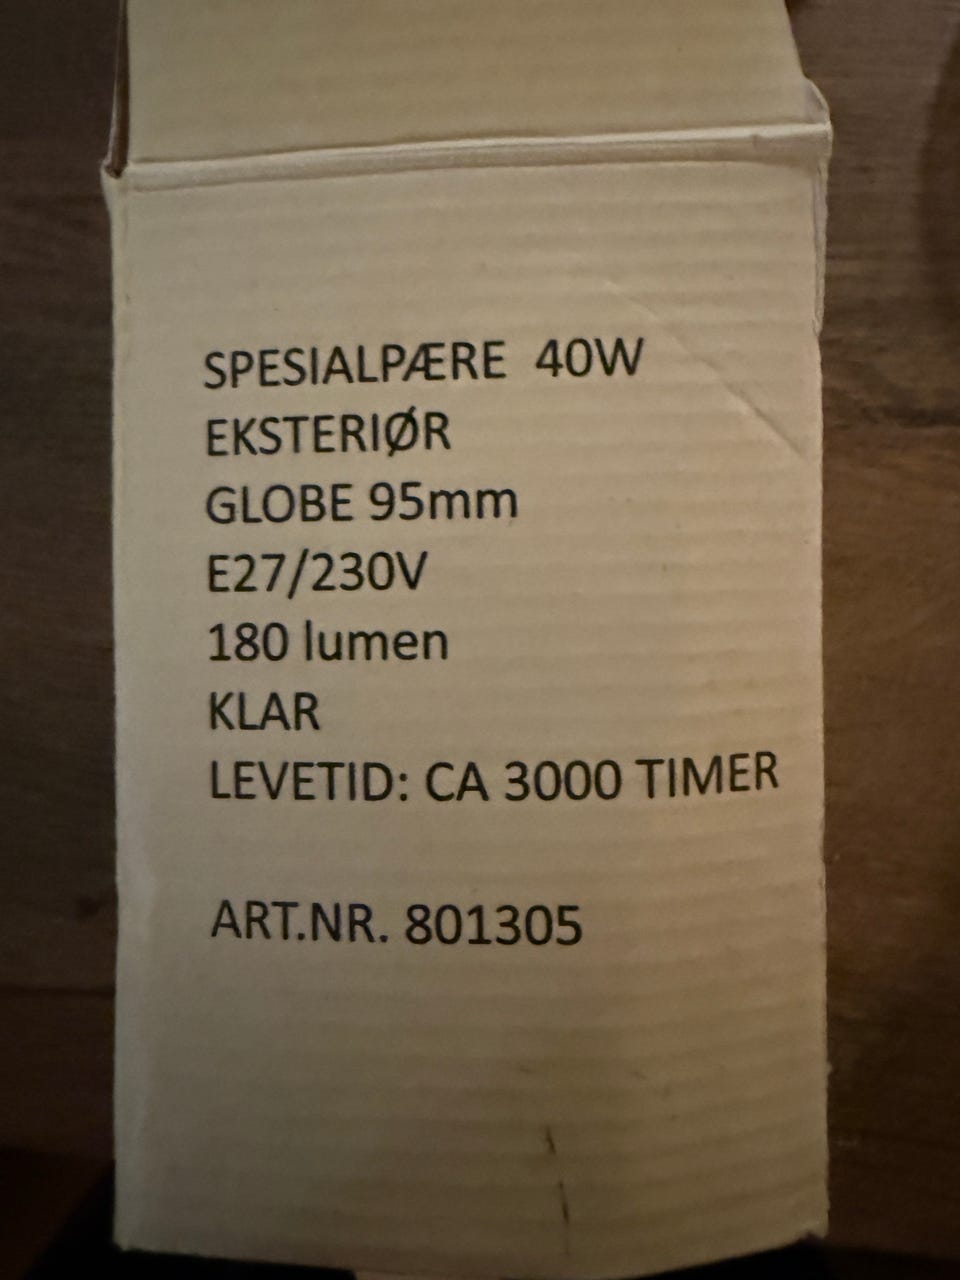 SPESIALPÆRE 40W
EKSTERIØR
GLOBE 95mm
E27/230V
180 lumen
KLAR
LEVETID: CA 3000 TIMER
ART.NR. 801305